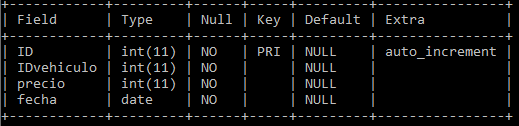 +------------+---------+------+-----+---------+----------------+
| Field      | Type    | Null | Key | Default | Extra          |
+------------+---------+------+-----+---------+----------------+
| ID         | int(11) | NO   | PRI | NULL    | auto_increment |
| IDvehiculo | int(11) | NO   |     | NULL    |                |
| precio     | int(11) | NO   |     | NULL    |                |
| fecha      | date    | NO   |     | NULL    |                |
+------------+---------+------+-----+---------+----------------+